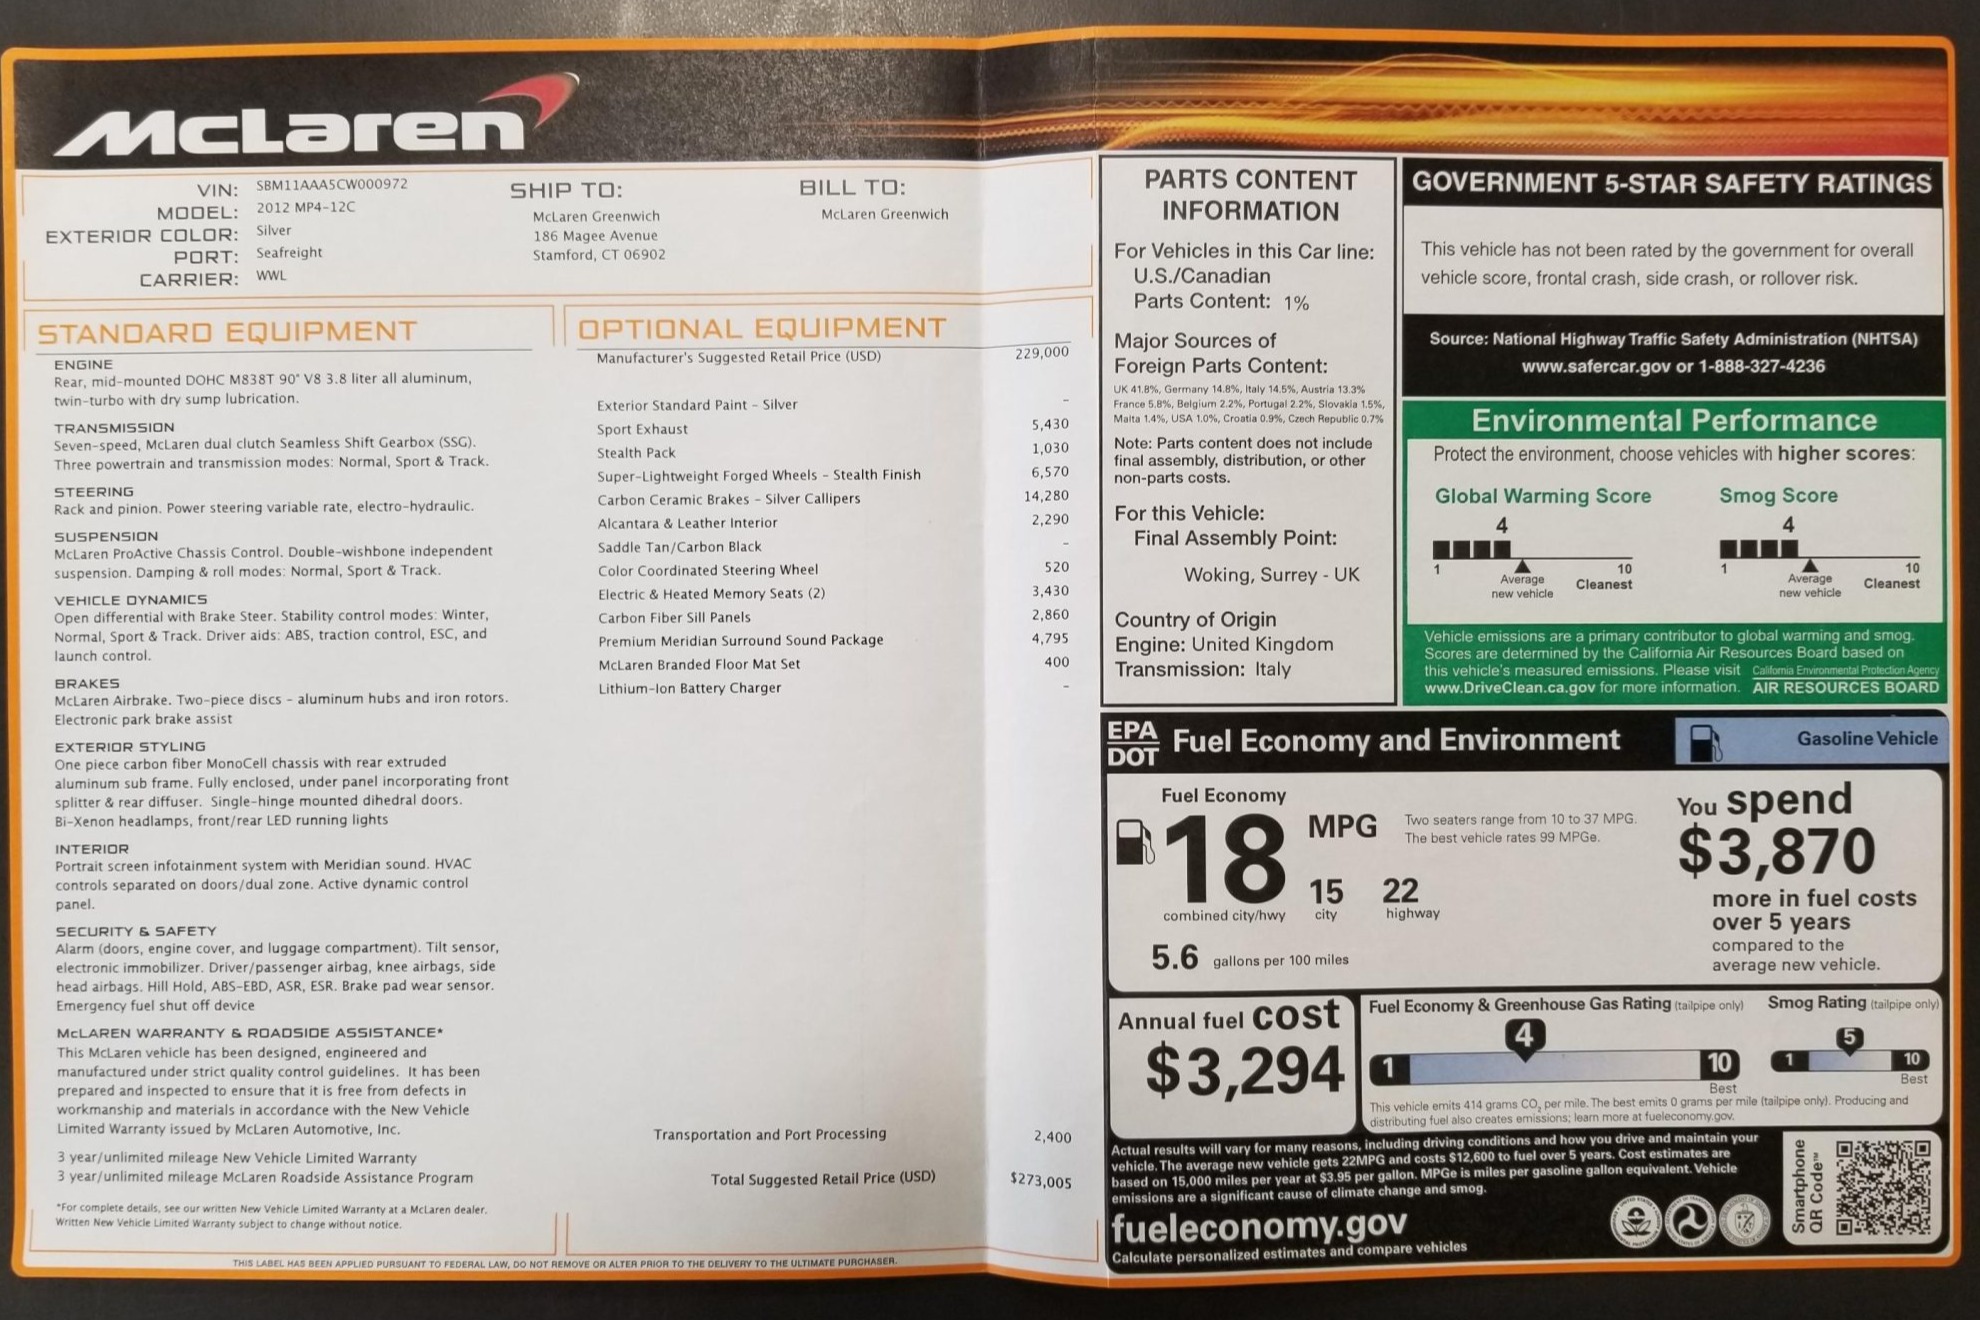 McLaren
VIN: SBM11AAA5CW000972
MODEL: 2012 MP4-12C
EXTERIOR COLOR: Silver
PORT: Seafreight
CARRIER: WWL
SHIP TO:
McLaren Greenwich
186 Magee Avenue
Stamford, CT 06902
BILL TO:
McLaren Greenwich
STANDARD EQUIPMENT
ENGINE
Rear, mid-mounted DOHC M838T 90° V8 3.8 liter all aluminum,
twin-turbo with dry sump lubrication.
TRANSMISSION
Seven-speed, McLaren dual clutch Seamless Shift Gearbox (SSG).
Three powertrain and transmission modes: Normal, Sport & Track.
STEERING
Rack and pinion. Power steering variable rate, electro-hydraulic.
SUSPENSION
McLaren ProActive Chassis Control. Double-wishbone independent
suspension. Damping & roll modes: Normal, Sport & Track.
VEHICLE DYNAMICS
Open differential with Brake Steer. Stability control modes: Winter,
Normal, Sport & Track. Driver aids: ABS, traction control, ESC, and
launch control.
BRAKES
McLaren Airbrake. Two-piece discs - aluminum hubs and iron rotors.
Electronic park brake assist
EXTERIOR STYLING
One piece carbon fiber MonoCell chassis with rear extruded
aluminum sub frame. Fully enclosed, under panel incorporating front
splitter & rear diffuser. Single-hinge mounted dihedral doors.
Bi-Xenon headlamps, front/rear LED running lights
INTERIOR
Portrait screen infotainment system with Meridian sound. HVAC
controls separated on doors/dual zone. Active dynamic control
panel.
SECURITY & SAFETY
Alarm (doors, engine cover, and luggage compartment). Tilt sensor,
electronic immobilizer. Driver/passenger airbag, knee airbags, side
head airbags. Hill Hold, ABS-EBD, ASR, ESR. Brake pad wear sensor.
Emergency fuel shut off device
McLAREN WARRANTY & ROADSIDE ASSISTANCE*
This McLaren vehicle has been designed, engineered and
manufactured under strict quality control guidelines. It has been
prepared and inspected to ensure that it is free from defects in
workmanship and materials in accordance with the New Vehicle
Limited Warranty issued by McLaren Automotive, Inc.
3 year/unlimited mileage New Vehicle Limited Warranty
3 year/unlimited mileage McLaren Roadside Assistance Program
*For complete details, see our written New Vehicle Limited Warranty at a McLaren dealer.
Written New Vehicle Limited Warranty subject to change without notice.
OPTIONAL EQUIPMENT
Manufacturer's Suggested Retail Price (USD) 229,000
Exterior Standard Paint - Silver -
Sport Exhaust 5,430
Stealth Pack 1,030
Super-Lightweight Forged Wheels - Stealth Finish 6,570
Carbon Ceramic Brakes - Silver Callipers 14,280
Alcantara & Leather Interior 2,290
Saddle Tan/Carbon Black -
Color Coordinated Steering Wheel 520
Electric & Heated Memory Seats (2) 3,430
Carbon Fiber Sill Panels 2,860
Premium Meridian Surround Sound Package 4,795
McLaren Branded Floor Mat Set 400
Lithium-Ion Battery Charger -
Transportation and Port Processing 2,400
Total Suggested Retail Price (USD) $273,005
THIS LABEL HAS BEEN APPLIED PURSUANT TO FEDERAL LAW, DO NOT REMOVE OR ALTER PRIOR TO THE DELIVERY TO THE ULTIMATE PURCHASER.
PARTS CONTENT
INFORMATION
For Vehicles in this Car line:
U.S./Canadian
Parts Content: 1%
Major Sources of
Foreign Parts Content:
UK 41.8%, Germany 14.8%, Italy 14.5%, Austria 13.3%
France 5.8%, Belgium 2.2%, Portugal 2.2%, Slovakia 1.5%,
Malta 1.4%, USA 1.0%, Croatia 0.9%, Czech Republic 0.7%
Note: Parts content does not include
final assembly, distribution, or other
non-parts costs.
For this Vehicle:
Final Assembly Point:
Woking, Surrey - UK
Country of Origin
Engine: United Kingdom
Transmission: Italy
GOVERNMENT 5-STAR SAFETY RATINGS
This vehicle has not been rated by the government for overall
vehicle score, frontal crash, side crash, or rollover risk.
Source: National Highway Traffic Safety Administration (NHTSA)
www.safercar.gov or 1-888-327-4236
Environmental Performance
Protect the environment, choose vehicles with higher scores:
Global Warming Score
4
1 10
Average
new vehicle
Cleanest
Smog Score
4
1 10
Average
new vehicle
Cleanest
Vehicle emissions are a primary contributor to global warming and smog.
Scores are determined by the California Air Resources Board based on
this vehicle's measured emissions. Please visit
www.DriveClean.ca.gov for more information.
California Environmental Protection Agency
AIR RESOURCES BOARD
EPA
DOT
Fuel Economy and Environment
Gasoline Vehicle
Fuel Economy
18 MPG
combined city/hwy
15
city
22
highway
5.6 gallons per 100 miles
Two seaters range from 10 to 37 MPG.
The best vehicle rates 99 MPGe.
You spend
$3,870
more in fuel costs
over 5 years
compared to the
average new vehicle.
Annual fuel cost
$3,294
Fuel Economy & Greenhouse Gas Rating (tailpipe only)
4
1 10
Best
Smog Rating (tailpipe only)
5
1 10
Best
This vehicle emits 414 grams CO2 per mile. The best emits 0 grams per mile (tailpipe only). Producing and
distributing fuel also creates emissions; learn more at fueleconomy.gov.
Actual results will vary for many reasons, including driving conditions and how you drive and maintain your
vehicle. The average new vehicle gets 22MPG and costs $12,600 to fuel over 5 years. Cost estimates are
based on 15,000 miles per year at $3.95 per gallon. MPGe is miles per gasoline gallon equivalent. Vehicle
emissions are a significant cause of climate change and smog.
fueleconomy.gov
Calculate personalized estimates and compare vehicles
Smartphone
QR Code™